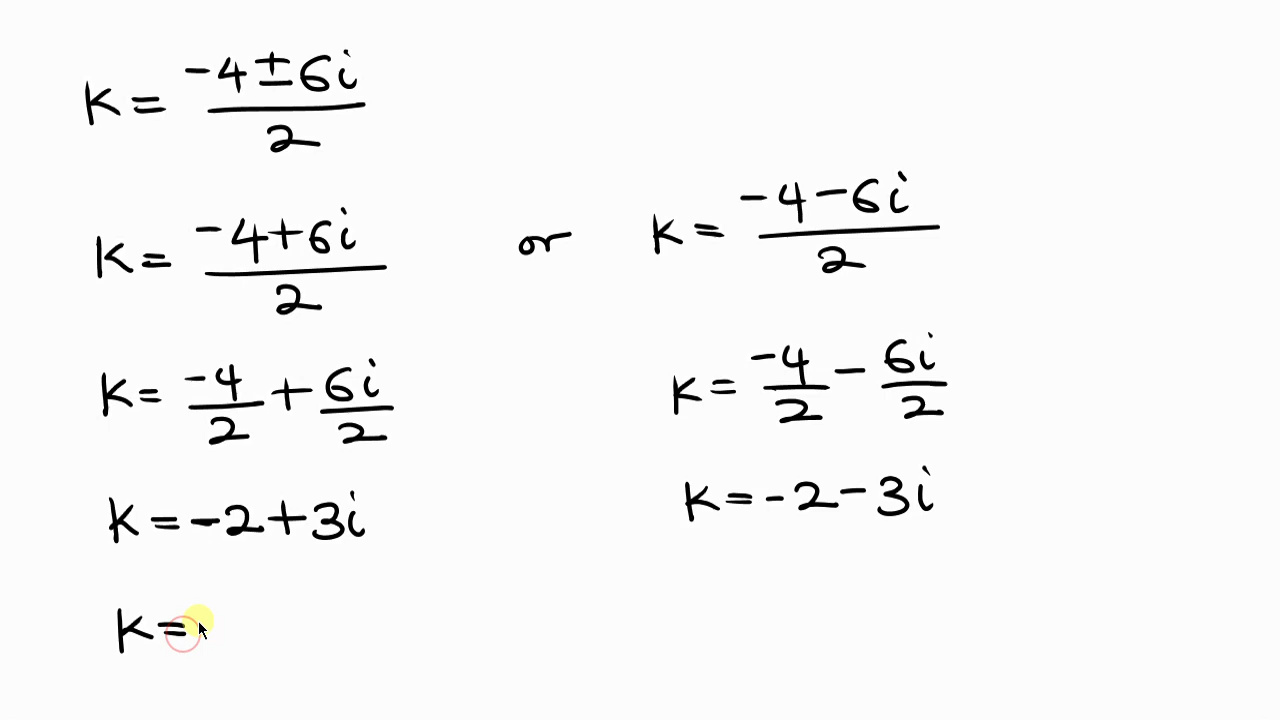 K = (-4 ± 6i)/2
K = (-4+6i)/2 or K = (-4-6i)/2
K = -4/2 + 6i/2 K = -4/2 - 6i/2
K = -2+3i K = -2-3i
K =